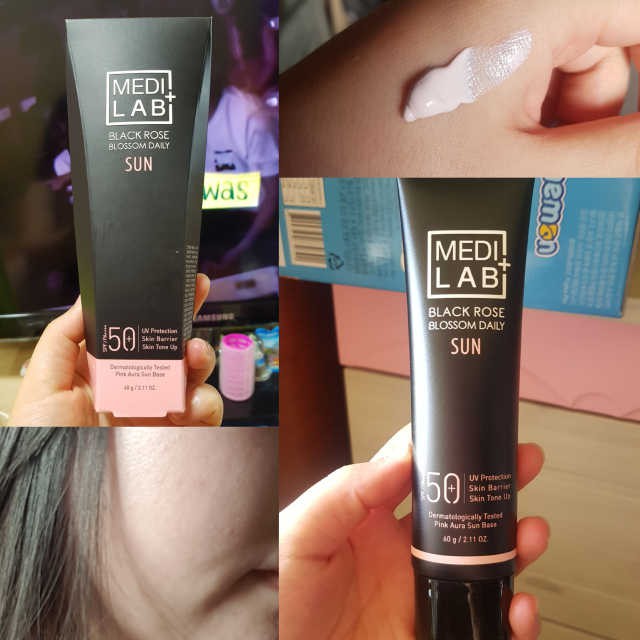 MEDI
LAB+
BLACK ROSE
BLOSSOM DAILY
SUN
was
SAMSUNG
SPF/PA++++
50+
UV Protection
Skin Barrier
Skin Tone Up
Dermatologically Tested
Pink Aura Sun Base
60 g / 2.11 OZ.
MEDI
LAB+
BLACK ROSE
BLOSSOM DAILY
SUN
50+
UV Protection
Skin Barrier
Skin Tone Up
Dermatologically Tested
Pink Aura Sun Base
60 g / 2.11 OZ.